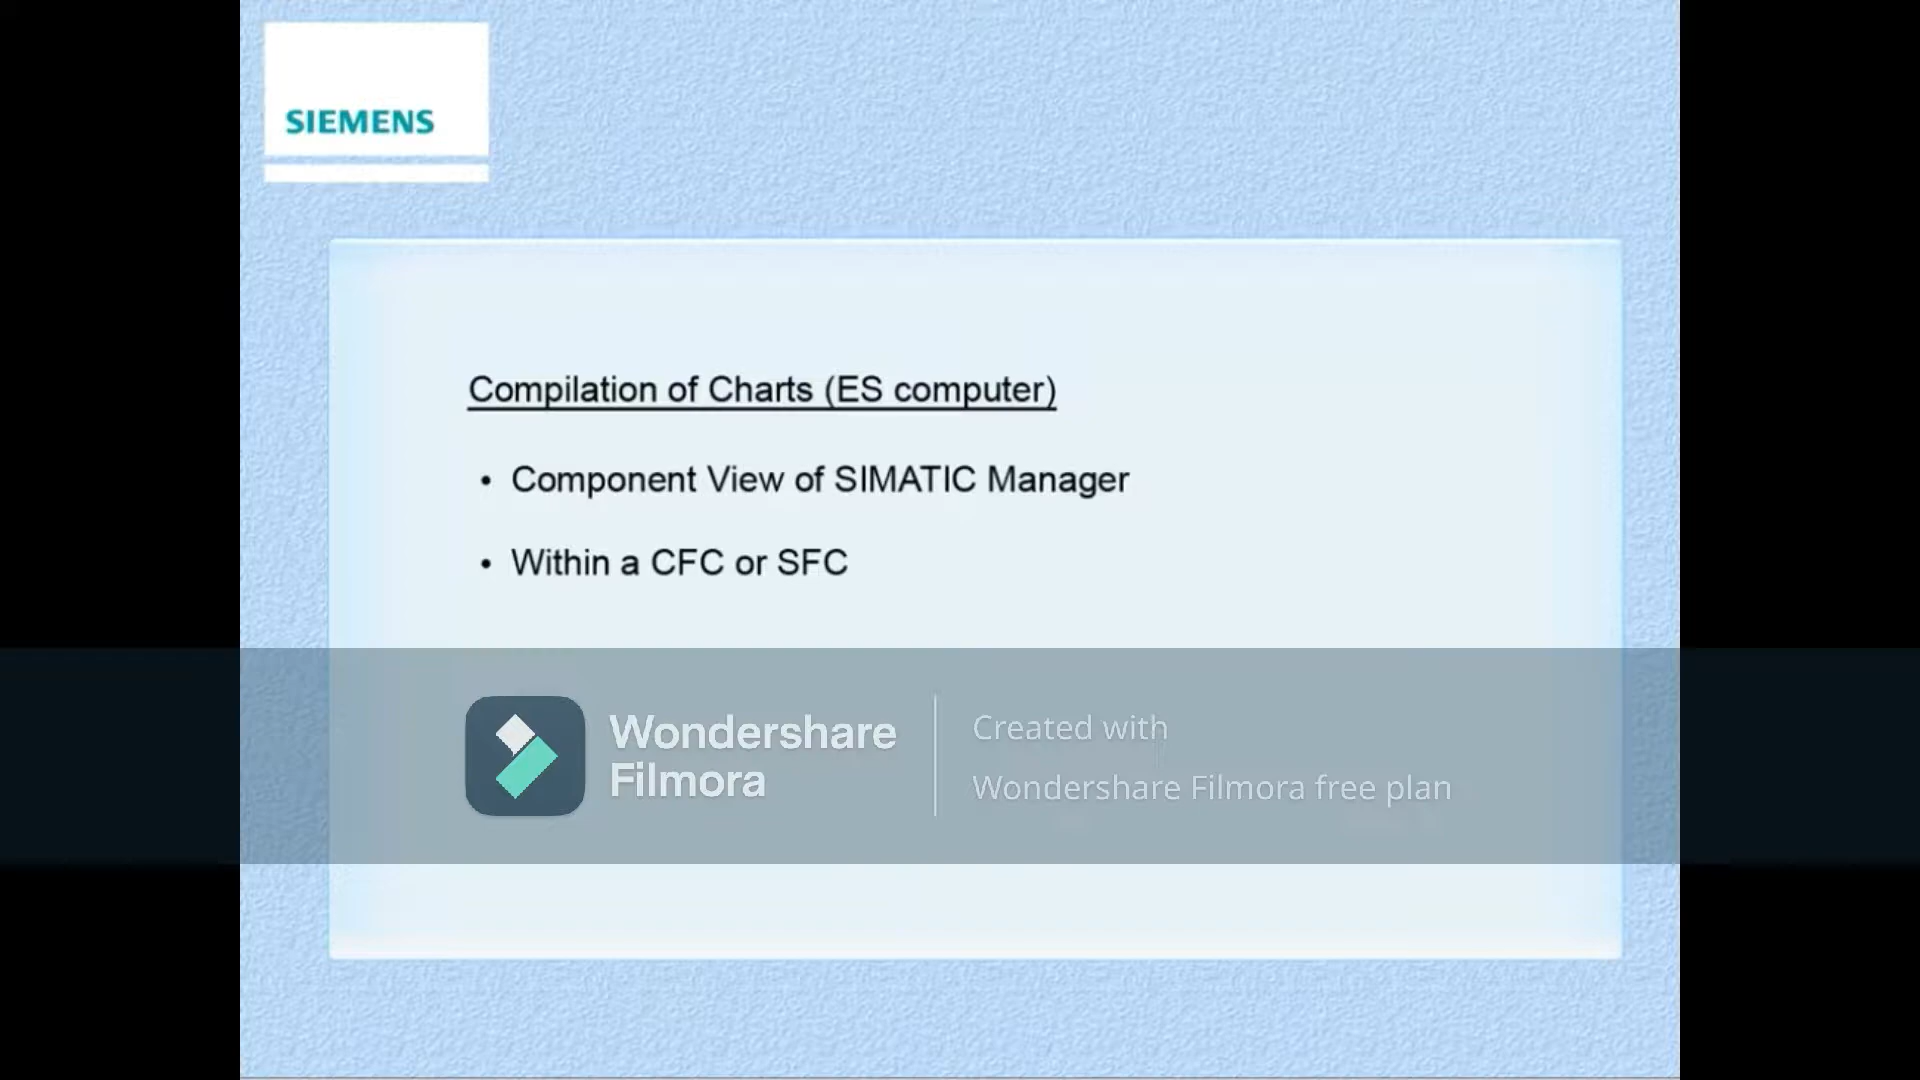 SIEMENS
Compilation of Charts (ES computer)
• Component View of SIMATIC Manager
• Within a CFC or SFC
Wondershare
Filmora
Created with
Wondershare Filmora free plan